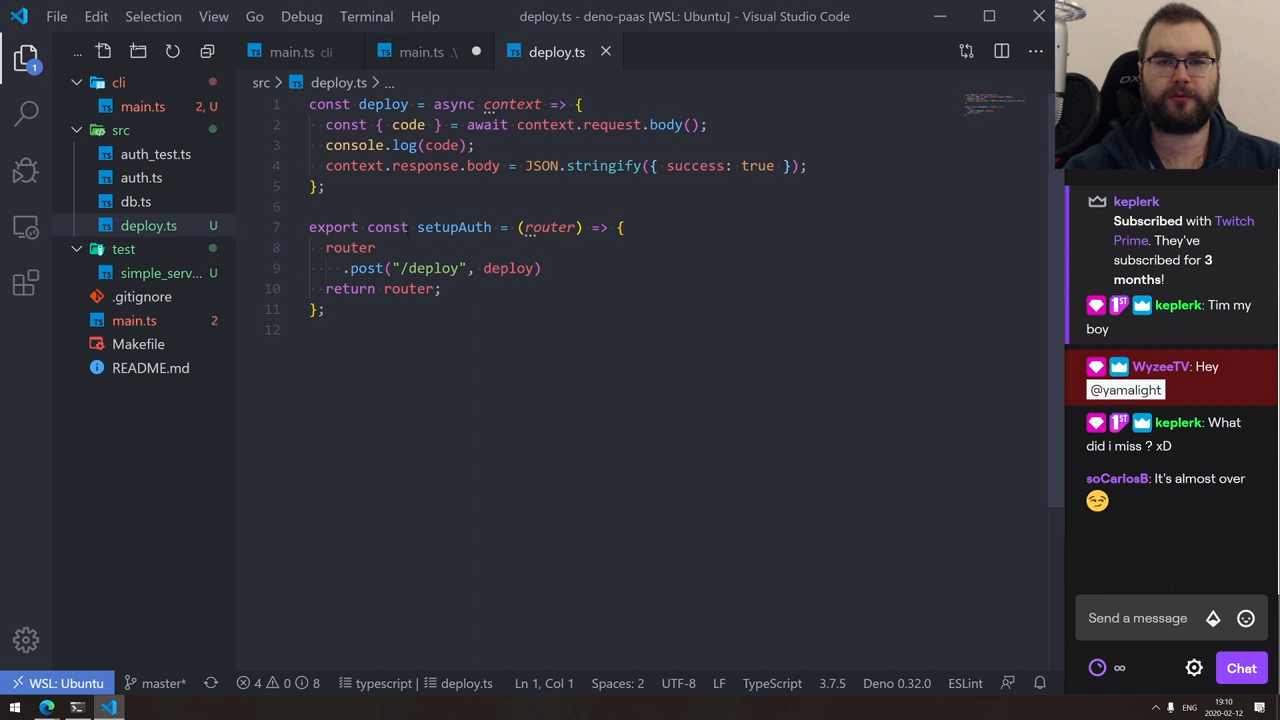 File Edit Selection View Go Debug Terminal Help
deploy.ts - deno-paas [WSL: Ubuntu] - Visual Studio Code
...
main.ts cli
main.ts .\
deploy.ts
cli
main.ts 2, U
src
auth_test.ts
auth.ts
db.ts
deploy.ts U
test
simple_serv... U
.gitignore
main.ts 2
Makefile
README.md
1
src > deploy.ts > ...
1 const deploy = async context => {
2 const { code } = await context.request.body();
3 console.log(code);
4 context.response.body = JSON.stringify({ success: true });
5 };
6
7 export const setupAuth = (router) => {
8 router
9 .post("/deploy", deploy)
10 return router;
11 };
12
keplerk
Subscribed with Twitch
Prime. They've
subscribed for 3
months!
1ST keplerk: Tim my
boy
WyzeeTV: Hey
@yamalight
1ST keplerk: What
did i miss ? xD
soCarlosB: It's almost over
Send a message
Chat
WSL: Ubuntu master* 4 0 8 typescript deploy.ts Ln 1, Col 1 Spaces: 2 UTF-8 LF TypeScript 3.7.5 Deno 0.32.0 ESLint
ENG
19:10
2020-02-12